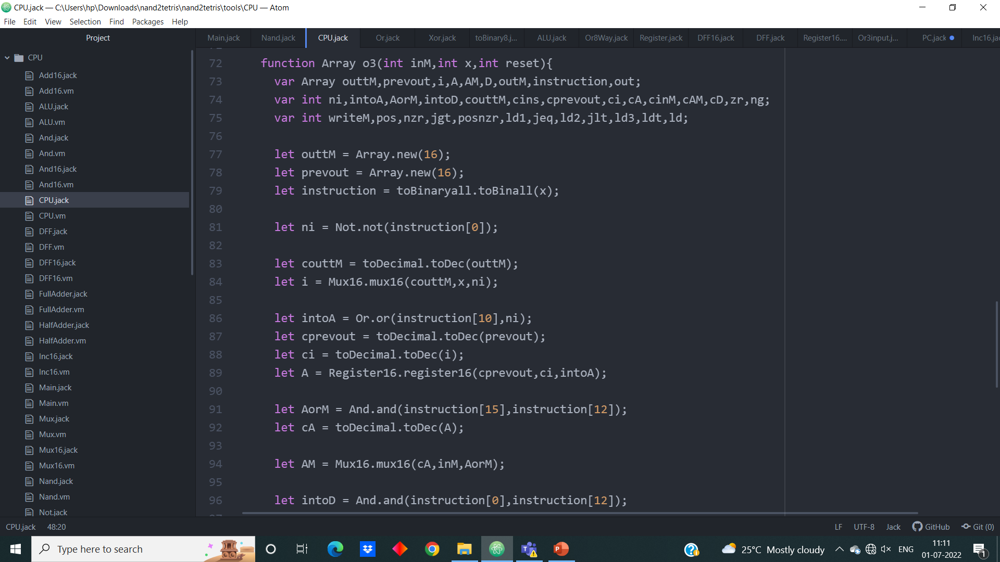 CPU.jack — C:\Users\hp\Downloads\nand2tetris\nand2tetris\tools\CPU — Atom
File Edit View Selection Find Packages Help
Project
Main.jack Nand.jack CPU.jack Or.jack Xor.jack toBinary8.j... ALU.jack Or8Way.jack Register.jack DFF16.jack DFF.jack Register16.... Or3input.j... PC.jack Inc16.jac
CPU
Add16.jack
Add16.vm
ALU.jack
ALU.vm
And.jack
And.vm
And16.jack
And16.vm
CPU.jack
CPU.vm
DFF.jack
DFF.vm
DFF16.jack
DFF16.vm
FullAdder.jack
FullAdder.vm
HalfAdder.jack
HalfAdder.vm
Inc16.jack
Inc16.vm
Main.jack
Main.vm
Mux.jack
Mux.vm
Mux16.jack
Mux16.vm
Nand.jack
Nand.vm
Not.jack
72 function Array o3(int inM,int x,int reset){
73 var Array outtM,prevout,i,A,AM,D,outM,instruction,out;
74 var int ni,intoA,AorM,intoD,couttM,cins,cprevout,ci,cA,cinM,cAM,cD,zr,ng;
75 var int writeM,pos,nzr,jgt,posnzr,ld1,jeq,ld2,jlt,ld3,ldt,ld;
76
77 let outtM = Array.new(16);
78 let prevout = Array.new(16);
79 let instruction = toBinaryall.toBinall(x);
80
81 let ni = Not.not(instruction[0]);
82
83 let couttM = toDecimal.toDec(outtM);
84 let i = Mux16.mux16(couttM,x,ni);
85
86 let intoA = Or.or(instruction[10],ni);
87 let cprevout = toDecimal.toDec(prevout);
88 let ci = toDecimal.toDec(i);
89 let A = Register16.register16(cprevout,ci,intoA);
90
91 let AorM = And.and(instruction[15],instruction[12]);
92 let cA = toDecimal.toDec(A);
93
94 let AM = Mux16.mux16(cA,inM,AorM);
95
96 let intoD = And.and(instruction[0],instruction[12]);
CPU.jack 48:20 LF UTF-8 Jack GitHub Git (0)
Type here to search 25°C Mostly cloudy ENG 11:11
01-07-2022 1